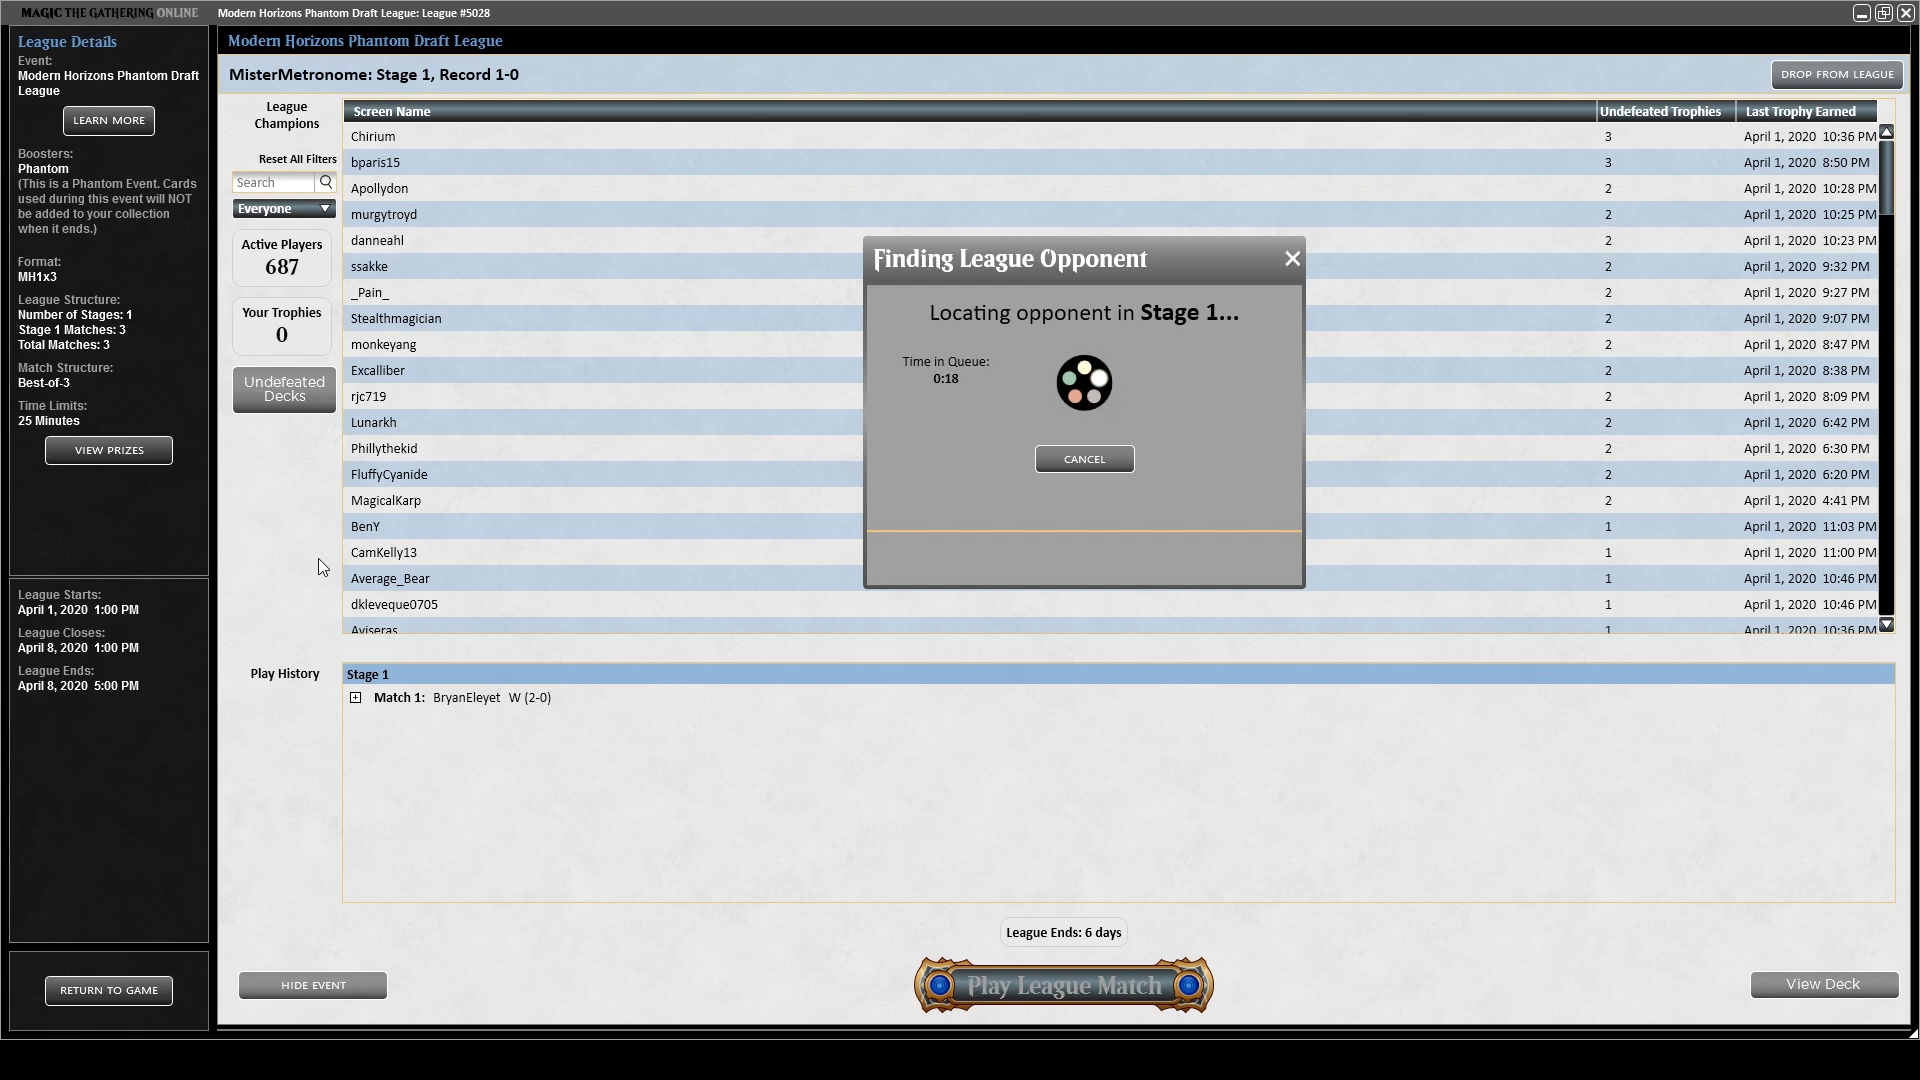 MAGIC THE GATHERING ONLINE
Modern Horizons Phantom Draft League: League #5028
League Details
Event:
Modern Horizons Phantom Draft
League
LEARN MORE
Boosters:
Phantom
(This is a Phantom Event. Cards
used during this event will NOT
be added to your collection
when it ends.)
Format:
MH1x3
League Structure:
Number of Stages: 1
Stage 1 Matches: 3
Total Matches: 3
Match Structure:
Best-of-3
Time Limits:
25 Minutes
VIEW PRIZES
League Starts:
April 1, 2020 1:00 PM
League Closes:
April 8, 2020 1:00 PM
League Ends:
April 8, 2020 5:00 PM
RETURN TO GAME
Modern Horizons Phantom Draft League
MisterMetronome: Stage 1, Record 1-0
DROP FROM LEAGUE
League
Champions
Reset All Filters
Search
Everyone
Active Players
687
Your Trophies
0
Undefeated
Decks
Screen Name Undefeated Trophies Last Trophy Earned
Chirium 3 April 1, 2020 10:36 PM
bparis15 3 April 1, 2020 8:50 PM
Apollydon 2 April 1, 2020 10:28 PM
murgytroyd 2 April 1, 2020 10:25 PM
danneahl 2 April 1, 2020 10:23 PM
ssakke 2 April 1, 2020 9:32 PM
_Pain_ 2 April 1, 2020 9:27 PM
Stealthmagician 2 April 1, 2020 9:07 PM
monkeyang 2 April 1, 2020 8:47 PM
Excalliber 2 April 1, 2020 8:38 PM
rjc719 2 April 1, 2020 8:09 PM
Lunarkh 2 April 1, 2020 6:42 PM
Phillythekid 2 April 1, 2020 6:30 PM
FluffyCyanide 2 April 1, 2020 6:20 PM
MagicalKarp 2 April 1, 2020 4:41 PM
BenY 1 April 1, 2020 11:03 PM
CamKelly13 1 April 1, 2020 11:00 PM
Average_Bear 1 April 1, 2020 10:46 PM
dkleveque0705 1 April 1, 2020 10:46 PM
Aviseras 1 April 1, 2020 10:36 PM
Finding League Opponent
Locating opponent in Stage 1...
Time in Queue:
0:18
CANCEL
Play History
Stage 1
Match 1: BryanEleyet W (2-0)
League Ends: 6 days
HIDE EVENT
Play League Match
View Deck